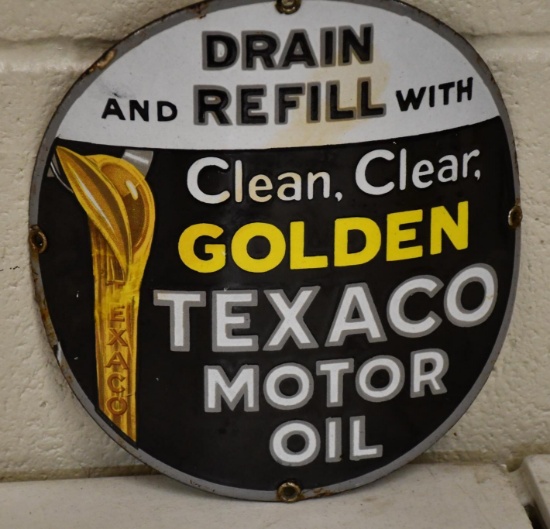 DRAIN
AND REFILL WITH
Clean, Clear,
GOLDEN
TEXACO
MOTOR
OIL
TEXACO